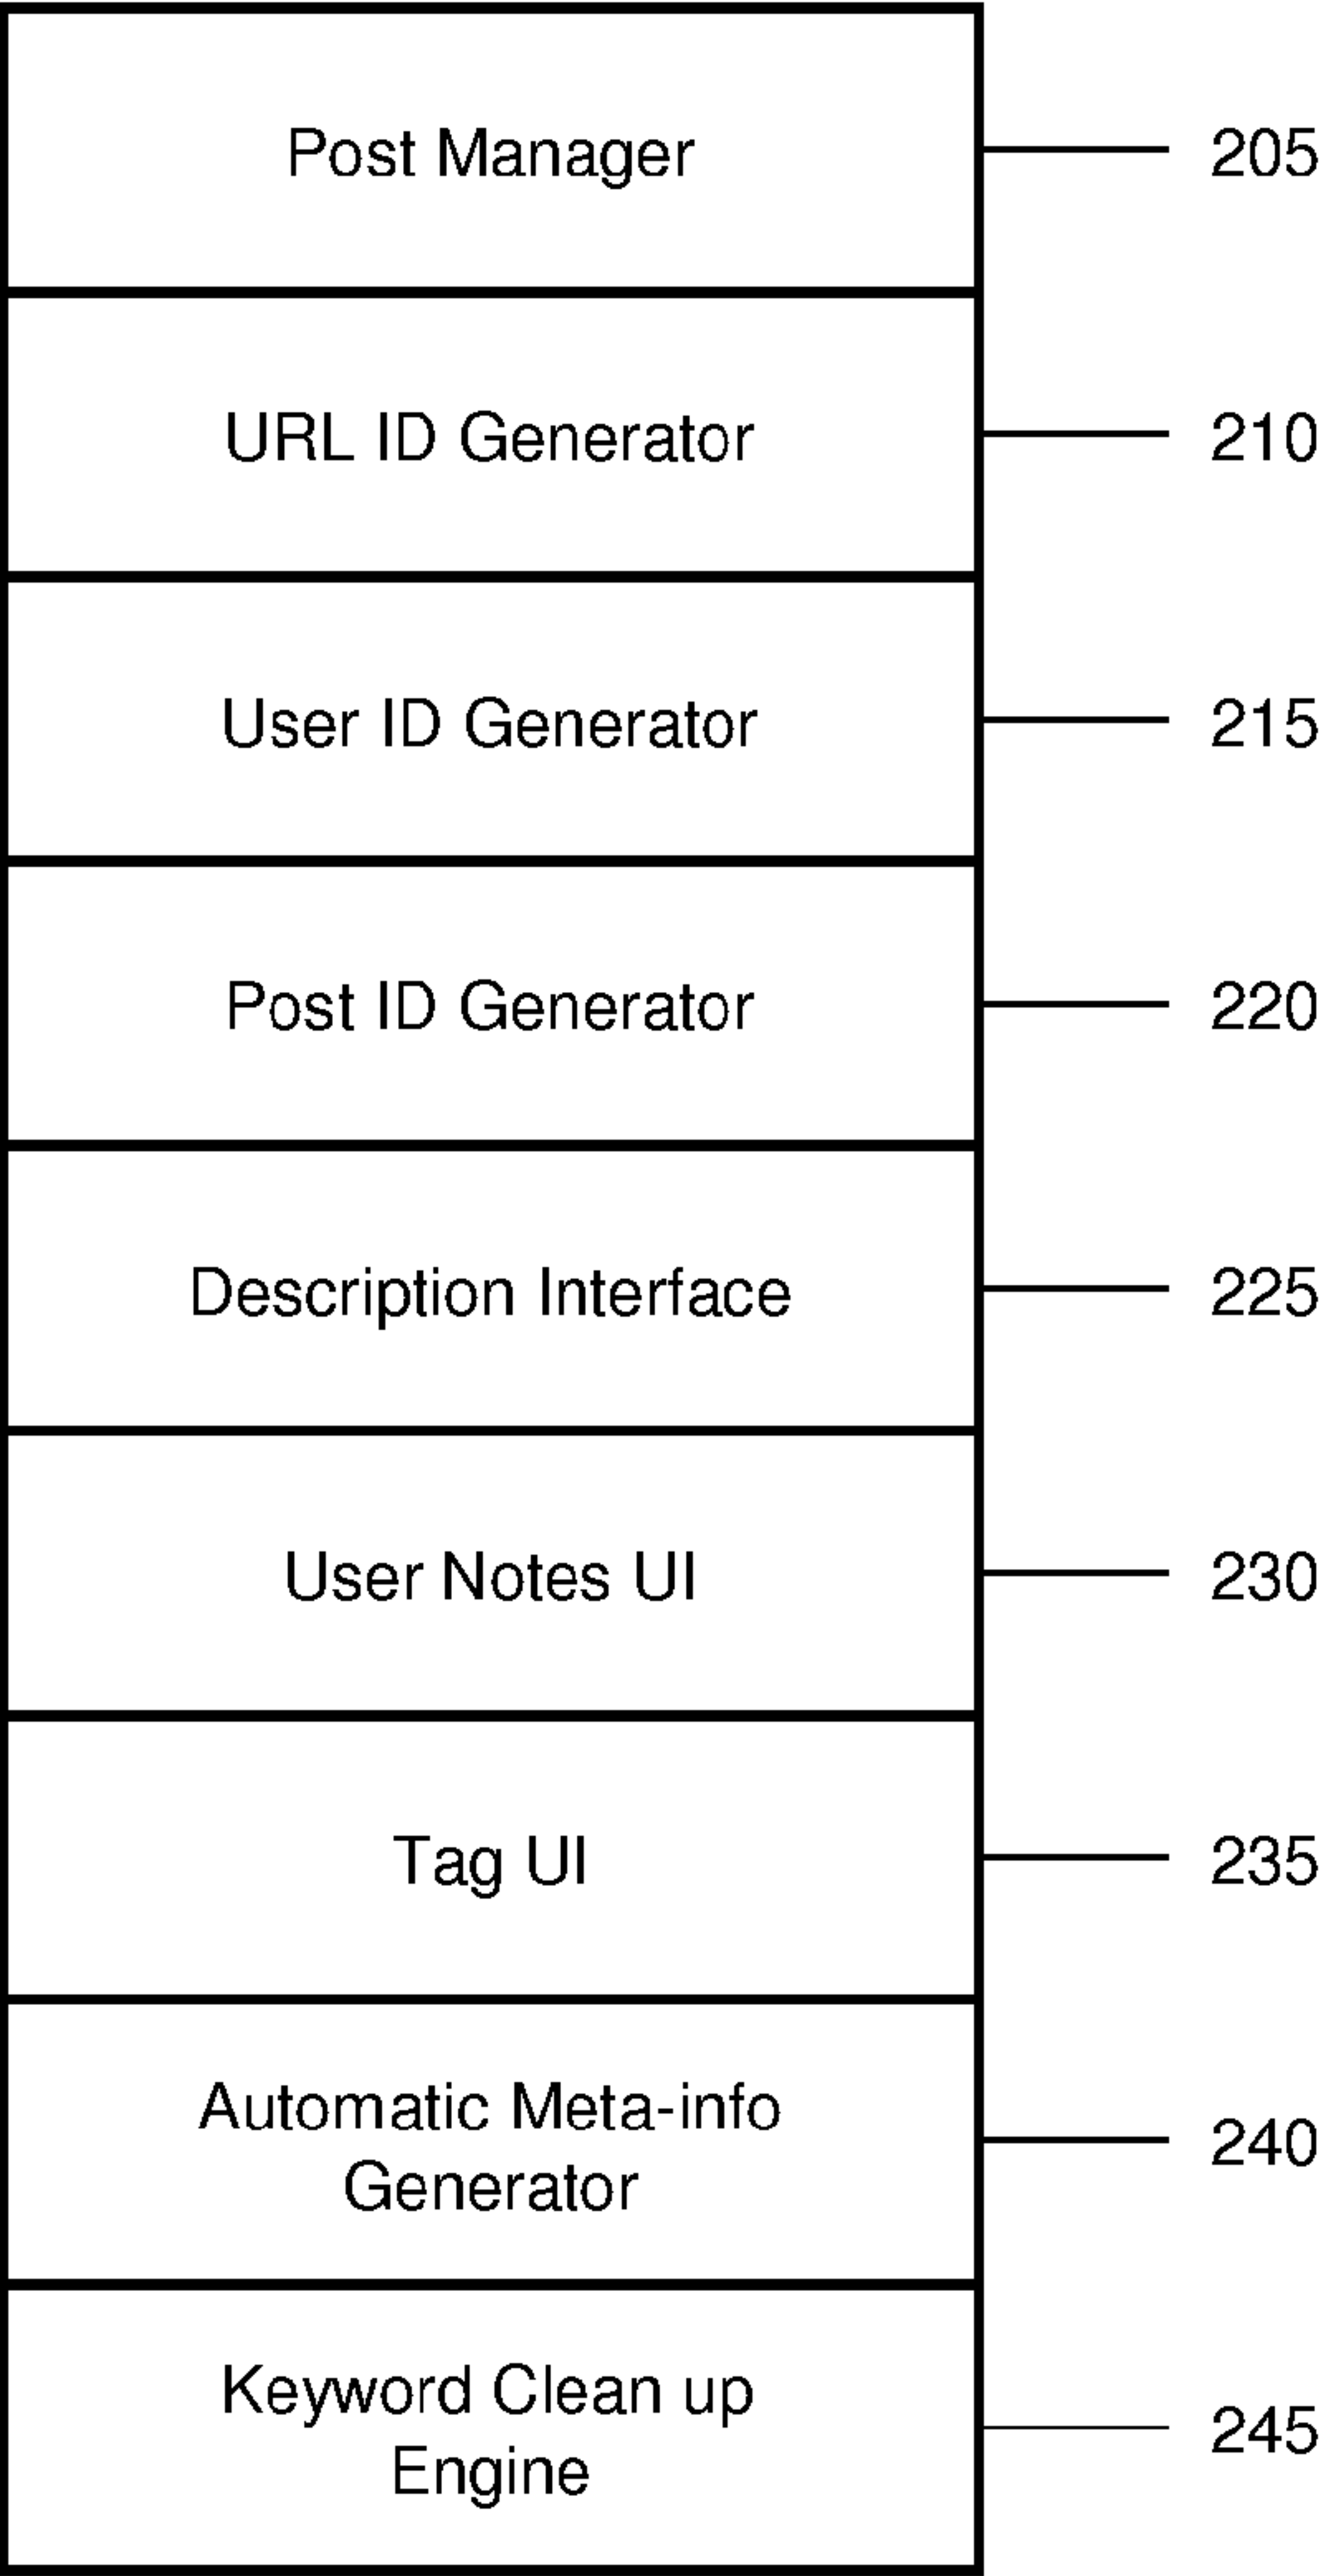 Post Manager 205
URL ID Generator 210
User ID Generator 215
Post ID Generator 220
Description Interface 225
User Notes UI 230
Tag UI 235
Automatic Meta-info
Generator 240
Keyword Clean up
Engine 245